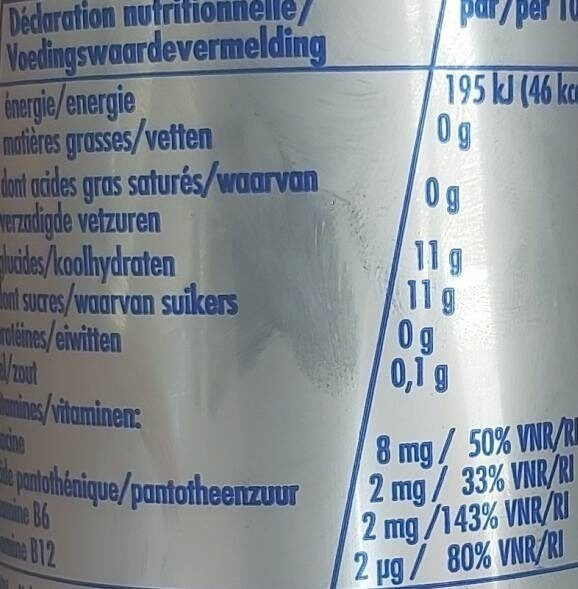 Déclaration nutritionnelle/ par/per
Voedingswaardevermelding
énergie/energie 195 kJ (46
matières grasses/vetten 0 g
dont acides gras saturés/waarvan 0 g
verzadigde vetzuren
glucides/koolhydraten 11 g
dont sucres/waarvan suikers 11 g
protéines/eiwitten 0 g
/zout 0,1 g
/vitaminen:
8 mg / 50% VNR/RI
pantothénique/pantotheenzuur 2 mg / 33% VNR/RI
B6 2 mg /143% VNR/RI
B12 2 µg / 80% VNR/RI